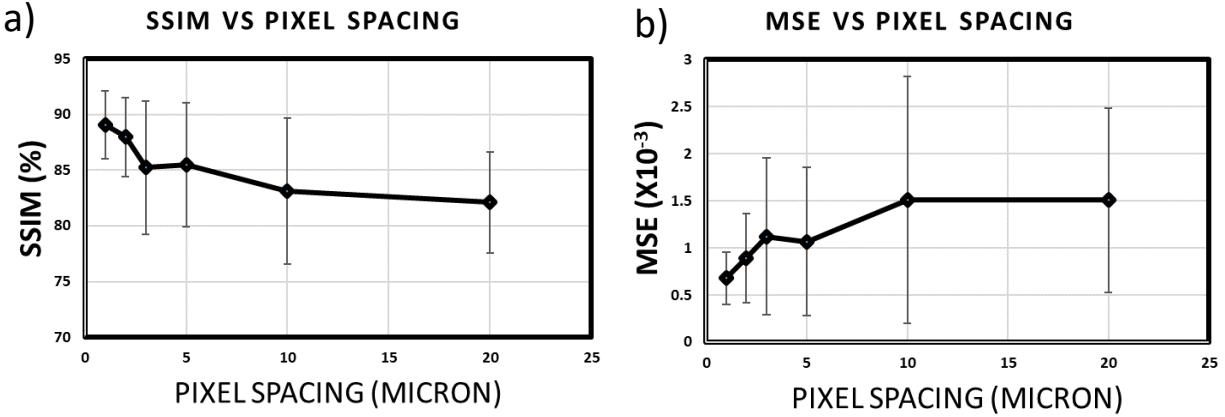 a)
SSIM VS PIXEL SPACING
95
90
85
80
75
70
0 5 10 15 20 25
SSIM (%)
PIXEL SPACING (MICRON)
b)
MSE VS PIXEL SPACING
3
2.5
2
1.5
1
0.5
0
0 5 10 15 20 25
MSE (X10⁻³)
PIXEL SPACING (MICRON)